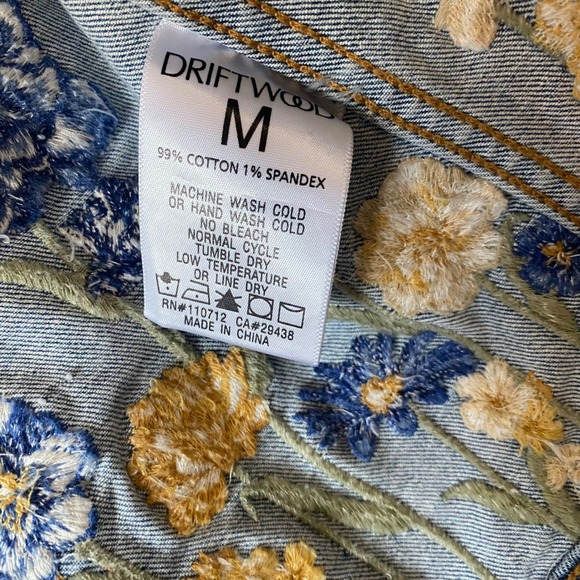 DRIFTWOOD
M
99% COTTON 1% SPANDEX
MACHINE WASH COLD
OR HAND WASH COLD
NO BLEACH
NORMAL CYCLE
TUMBLE DRY
LOW TEMPERATURE
OR LINE DRY
RN#110712 CA#29438
MADE IN CHINA